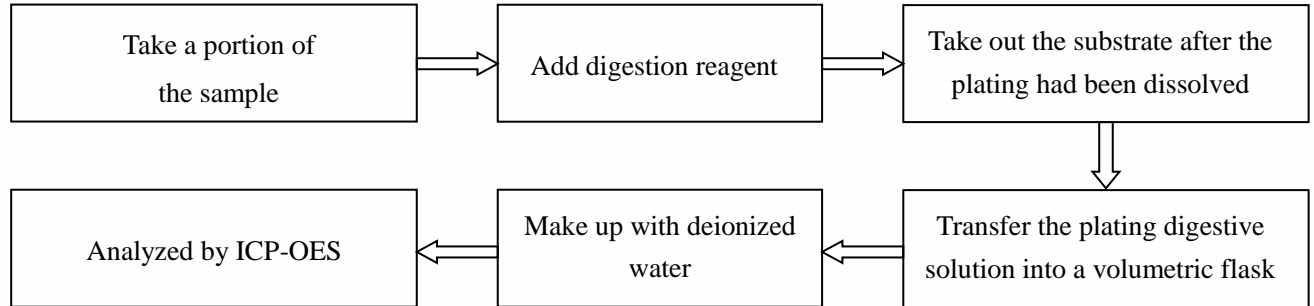 Take a portion of
the sample
Add digestion reagent
Take out the substrate after the
plating had been dissolved
Transfer the plating digestive
solution into a volumetric flask
Make up with deionized
water
Analyzed by ICP-OES